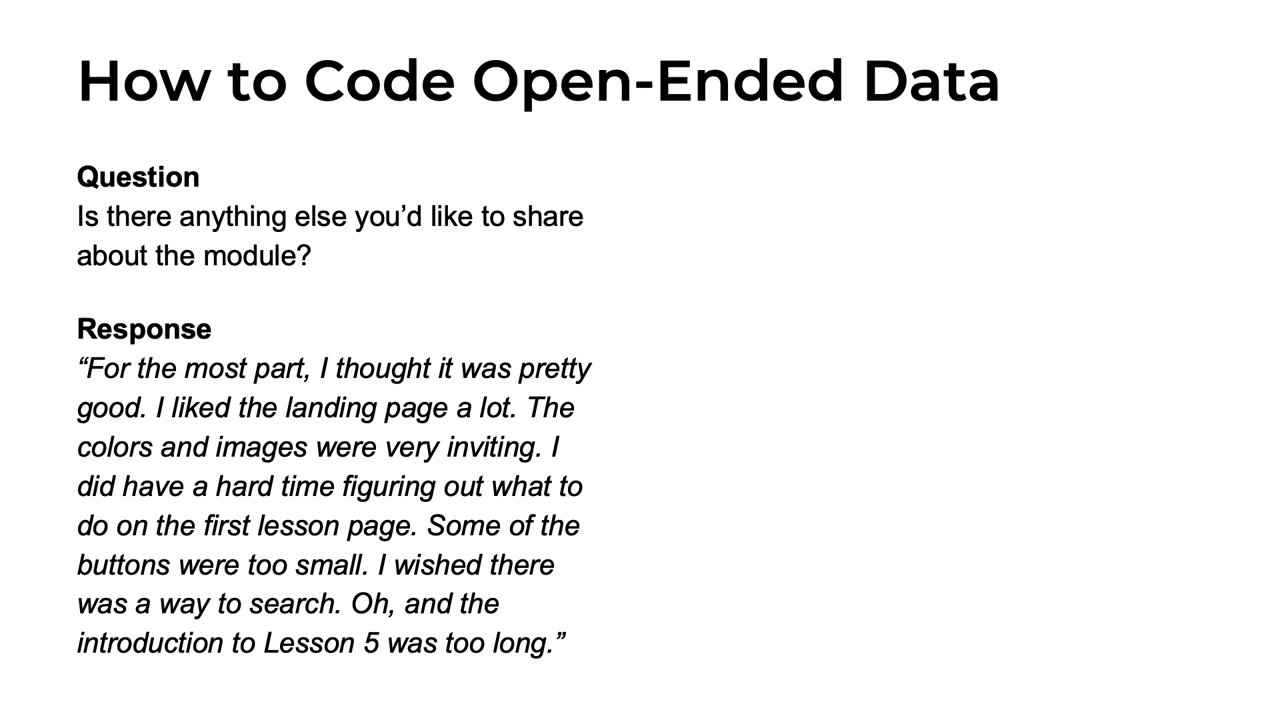 How to Code Open-Ended Data
Question
Is there anything else you’d like to share
about the module?
Response
“For the most part, I thought it was pretty
good. I liked the landing page a lot. The
colors and images were very inviting. I
did have a hard time figuring out what to
do on the first lesson page. Some of the
buttons were too small. I wished there
was a way to search. Oh, and the
introduction to Lesson 5 was too long.”